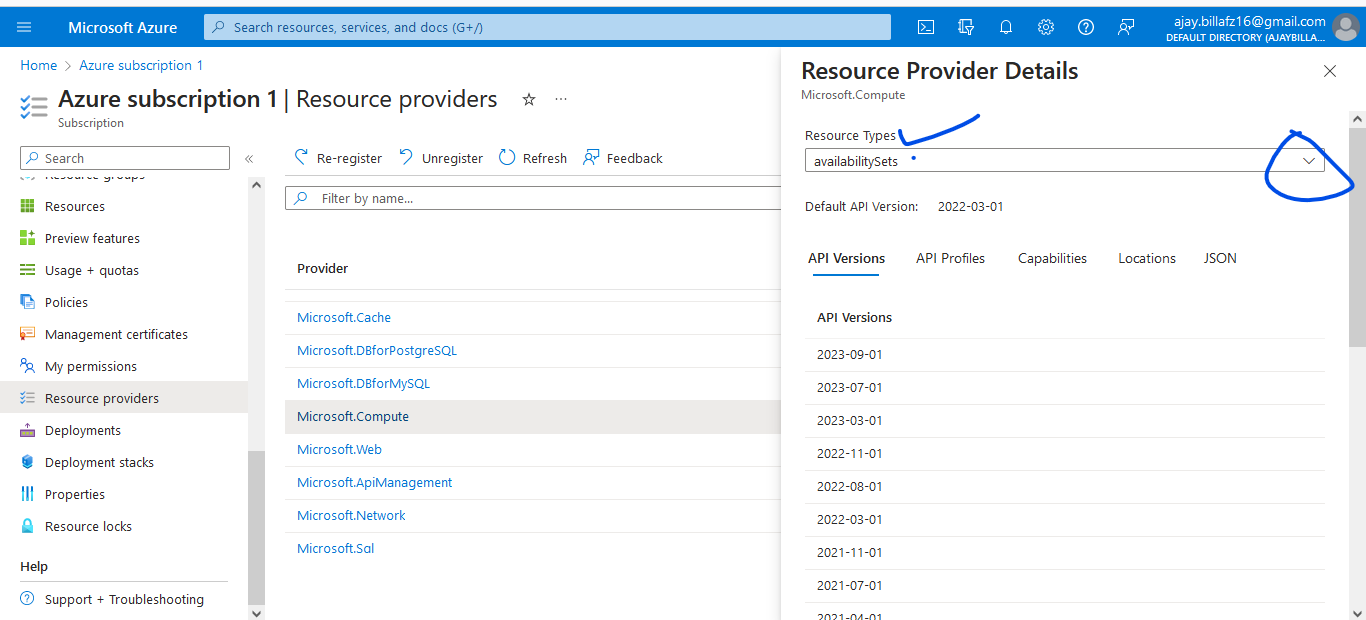 Microsoft Azure
Search resources, services, and docs (G+/)
ajay.billafz16@gmail.com
DEFAULT DIRECTORY (AJAYBILLA...
Home > Azure subscription 1
Azure subscription 1 | Resource providers
...
Subscription
Search
«
Resource groups
Resources
Preview features
Usage + quotas
Policies
Management certificates
My permissions
Resource providers
Deployments
Deployment stacks
Properties
Resource locks
Help
Support + Troubleshooting
Re-register
Unregister
Refresh
Feedback
Filter by name...
Provider
Microsoft.Cache
Microsoft.DBforPostgreSQL
Microsoft.DBforMySQL
Microsoft.Compute
Microsoft.Web
Microsoft.ApiManagement
Microsoft.Network
Microsoft.Sql
Resource Provider Details
Microsoft.Compute
Resource Types
availabilitySets
Default API Version: 2022-03-01
API Versions API Profiles Capabilities Locations JSON
API Versions
2023-09-01
2023-07-01
2023-03-01
2022-11-01
2022-08-01
2022-03-01
2021-11-01
2021-07-01
2021-04-01